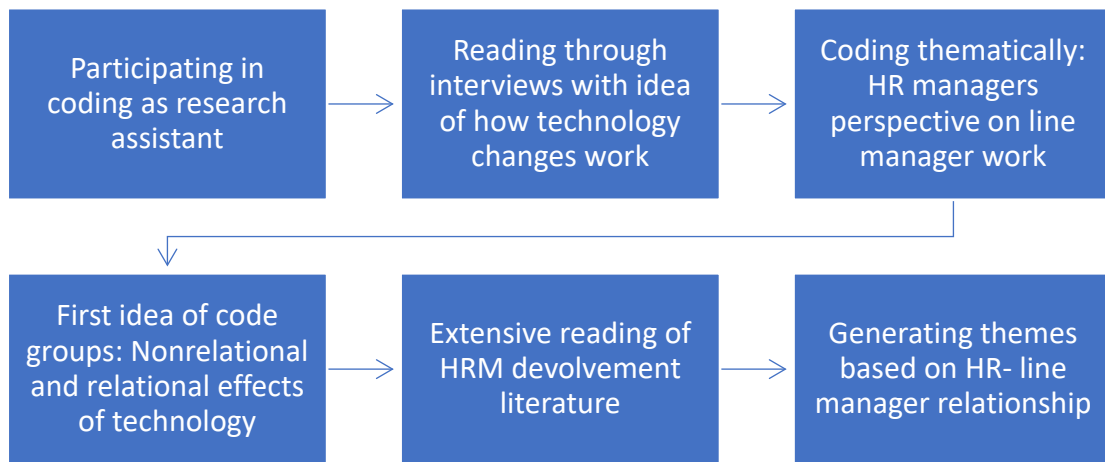 Participating in
coding as research
assistant
Reading through
interviews with idea
of how technology
changes work
Coding thematically:
HR managers
perspective on line
manager work
First idea of code
groups: Nonrelational
and relational effects
of technology
Extensive reading of
HRM devolvement
literature
Generating themes
based on HR- line
manager relationship